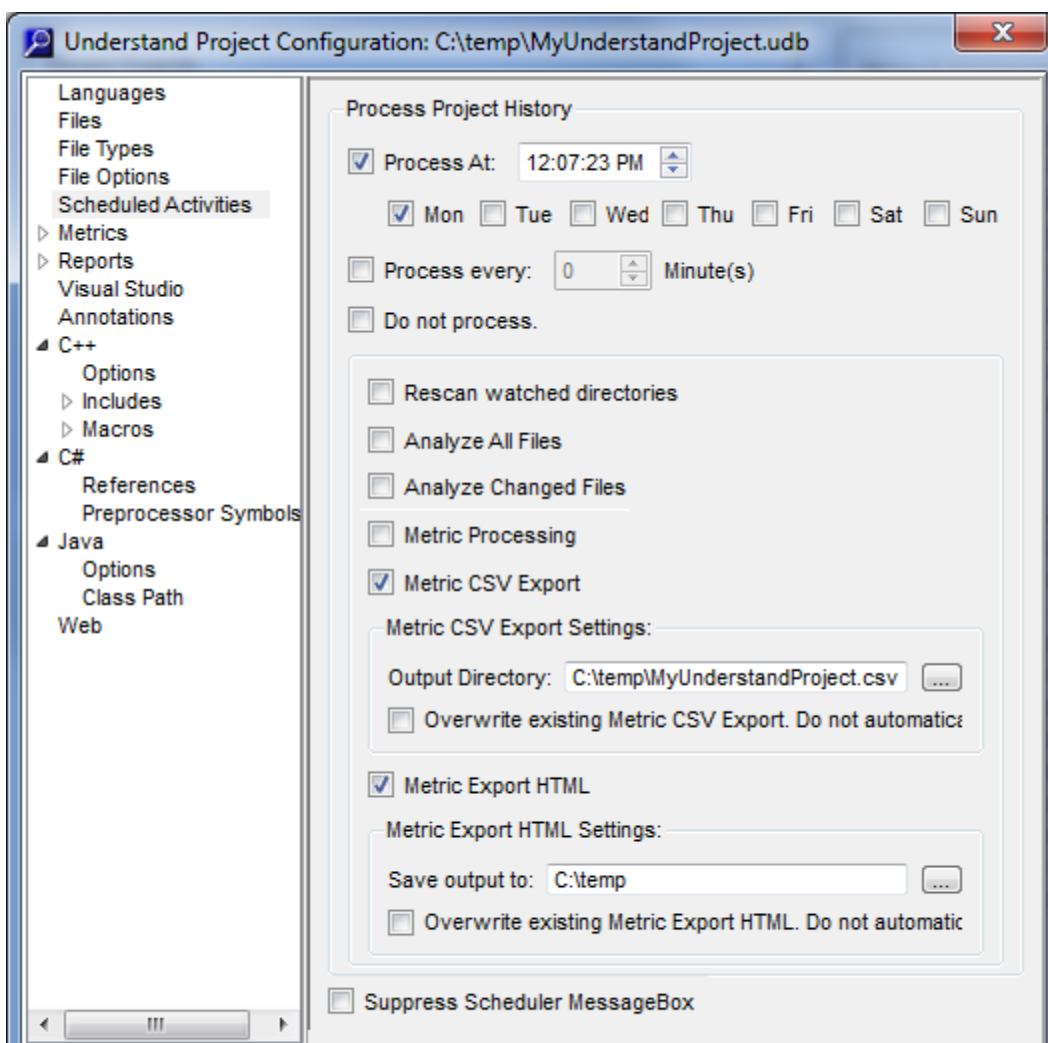 Understand Project Configuration: C:\temp\MyUnderstandProject.udb
Languages
Files
File Types
File Options
Scheduled Activities
Metrics
Reports
Visual Studio
Annotations
C++
Options
Includes
Macros
C#
References
Preprocessor Symbols
Java
Options
Class Path
Web
Process Project History
Process At: 12:07:23 PM
Mon Tue Wed Thu Fri Sat Sun
Process every: 0 Minute(s)
Do not process.
Rescan watched directories
Analyze All Files
Analyze Changed Files
Metric Processing
Metric CSV Export
Metric CSV Export Settings:
Output Directory: C:\temp\MyUnderstandProject.csv ...
Overwrite existing Metric CSV Export. Do not automatica
Metric Export HTML
Metric Export HTML Settings:
Save output to: C:\temp ...
Overwrite existing Metric Export HTML. Do not automatic
Suppress Scheduler MessageBox